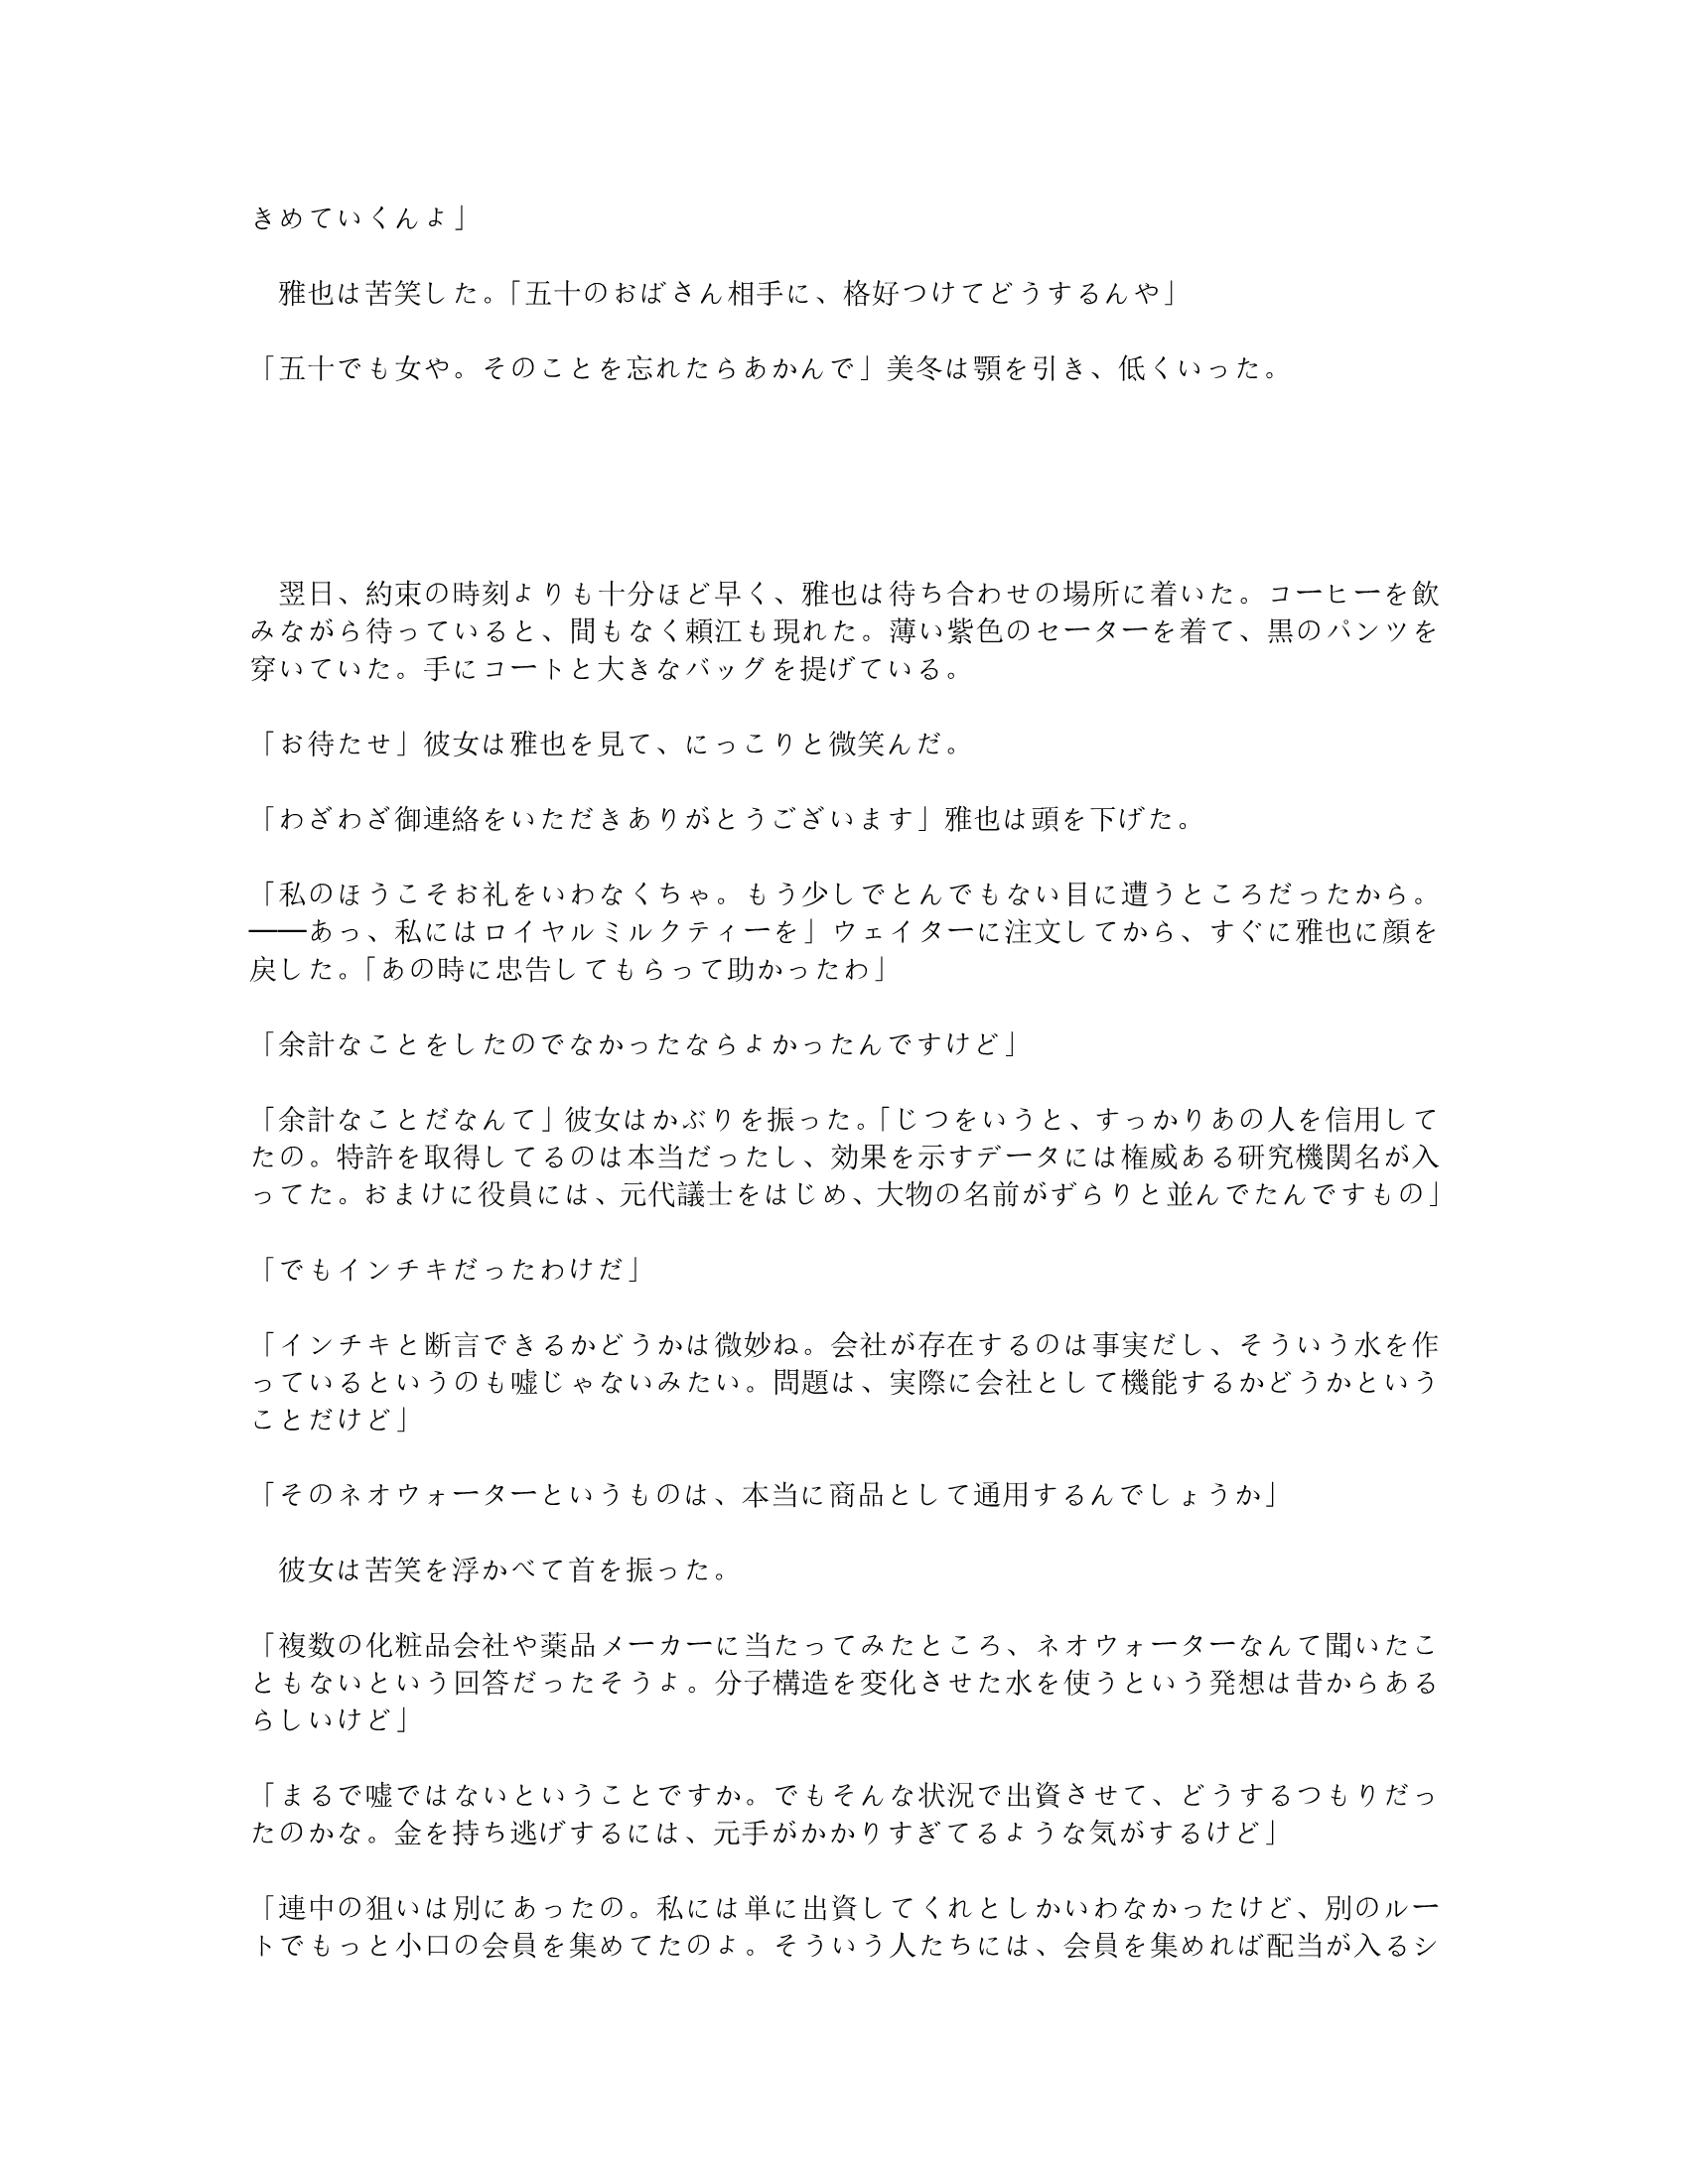 きめていくんよ」
　雅也は苦笑した。「五十のおばさん相手に、格好つけてどうするんや」
「五十でも女や。そのことを忘れたらあかんで」美冬は顎を引き、低くいった。
　翌日、約束の時刻よりも十分ほど早く、雅也は待ち合わせの場所に着いた。コーヒーを飲
みながら待っていると、間もなく頼江も現れた。薄い紫色のセーターを着て、黒のパンツを
穿いていた。手にコートと大きなバッグを提げている。
「お待たせ」彼女は雅也を見て、にっこりと微笑んだ。
「わざわざ御連絡をいただきありがとうございます」雅也は頭を下げた。
「私のほうこそお礼をいわなくちゃ。もう少しでとんでもない目に遭うところだったから。
――あっ、私にはロイヤルミルクティーを」ウェイターに注文してから、すぐに雅也に顔を
戻した。「あの時に忠告してもらって助かったわ」
「余計なことをしたのでなかったならよかったんですけど」
「余計なことだなんて」彼女はかぶりを振った。「じつをいうと、すっかりあの人を信用して
たの。特許を取得してるのは本当だったし、効果を示すデータには権威ある研究機関名が入
ってた。おまけに役員には、元代議士をはじめ、大物の名前がずらりと並んでたんですもの」
「でもインチキだったわけだ」
「インチキと断言できるかどうかは微妙ね。会社が存在するのは事実だし、そういう水を作
っているというのも嘘じゃないみたい。問題は、実際に会社として機能するかどうかという
ことだけど」
「そのネオウォーターというものは、本当に商品として通用するんでしょうか」
　彼女は苦笑を浮かべて首を振った。
「複数の化粧品会社や薬品メーカーに当たってみたところ、ネオウォーターなんて聞いたこ
ともないという回答だったそうよ。分子構造を変化させた水を使うという発想は昔からある
らしいけど」
「まるで嘘ではないということですか。でもそんな状況で出資させて、どうするつもりだっ
たのかな。金を持ち逃げするには、元手がかかりすぎてるような気がするけど」
「連中の狙いは別にあったの。私には単に出資してくれとしかいわなかったけど、別のルー
トでもっと小口の会員を集めてたのよ。そういう人たちには、会員を集めれば配当が入るシ